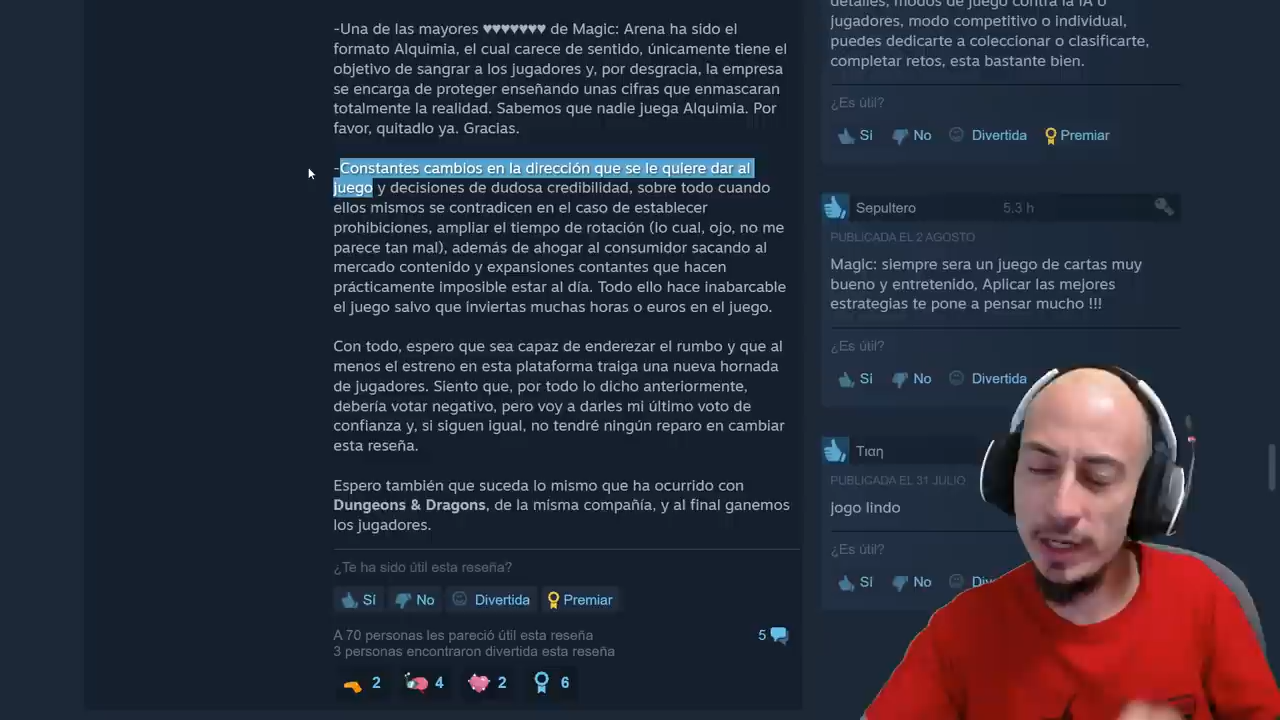 -Una de las mayores ♥♥♥♥♥♥♥ de Magic: Arena ha sido el
formato Alquimia, el cual carece de sentido, únicamente tiene el
objetivo de sangrar a los jugadores y, por desgracia, la empresa
se encarga de proteger enseñando unas cifras que enmascaran
totalmente la realidad. Sabemos que nadie juega Alquimia. Por
favor, quitadlo ya. Gracias.
-Constantes cambios en la dirección que se le quiere dar al
juego y decisiones de dudosa credibilidad, sobre todo cuando
ellos mismos se contradicen en el caso de establecer
prohibiciones, ampliar el tiempo de rotación (lo cual, ojo, no me
parece tan mal), además de ahogar al consumidor sacando al
mercado contenido y expansiones contantes que hacen
prácticamente imposible estar al día. Todo ello hace inabarcable
el juego salvo que inviertas muchas horas o euros en el juego.
Con todo, espero que sea capaz de enderezar el rumbo y que al
menos el estreno en esta plataforma traiga una nueva hornada
de jugadores. Siento que, por todo lo dicho anteriormente,
debería votar negativo, pero voy a darles mi último voto de
confianza y, si siguen igual, no tendré ningún reparo en cambiar
esta reseña.
Espero también que suceda lo mismo que ha ocurrido con
Dungeons & Dragons, de la misma compañía, y al final ganemos
los jugadores.
¿Te ha sido útil esta reseña?
Sí No Divertida Premiar
A 70 personas les pareció útil esta reseña
3 personas encontraron divertida esta reseña
5
2 4 2 6
detalles, modos de juego contra la IA o
jugadores, modo competitivo o individual,
puedes dedicarte a coleccionar o clasificarte,
completar retos, esta bastante bien.
¿Es útil?
Sí No Divertida Premiar
Sepultero 5.3 h
PUBLICADA EL 2 AGOSTO
Magic: siempre sera un juego de cartas muy
bueno y entretenido, Aplicar las mejores
estrategias te pone a pensar mucho !!!
¿Es útil?
Sí No Divertida
Tιαη
PUBLICADA EL 31 JULIO
jogo lindo
¿Es útil?
Sí No